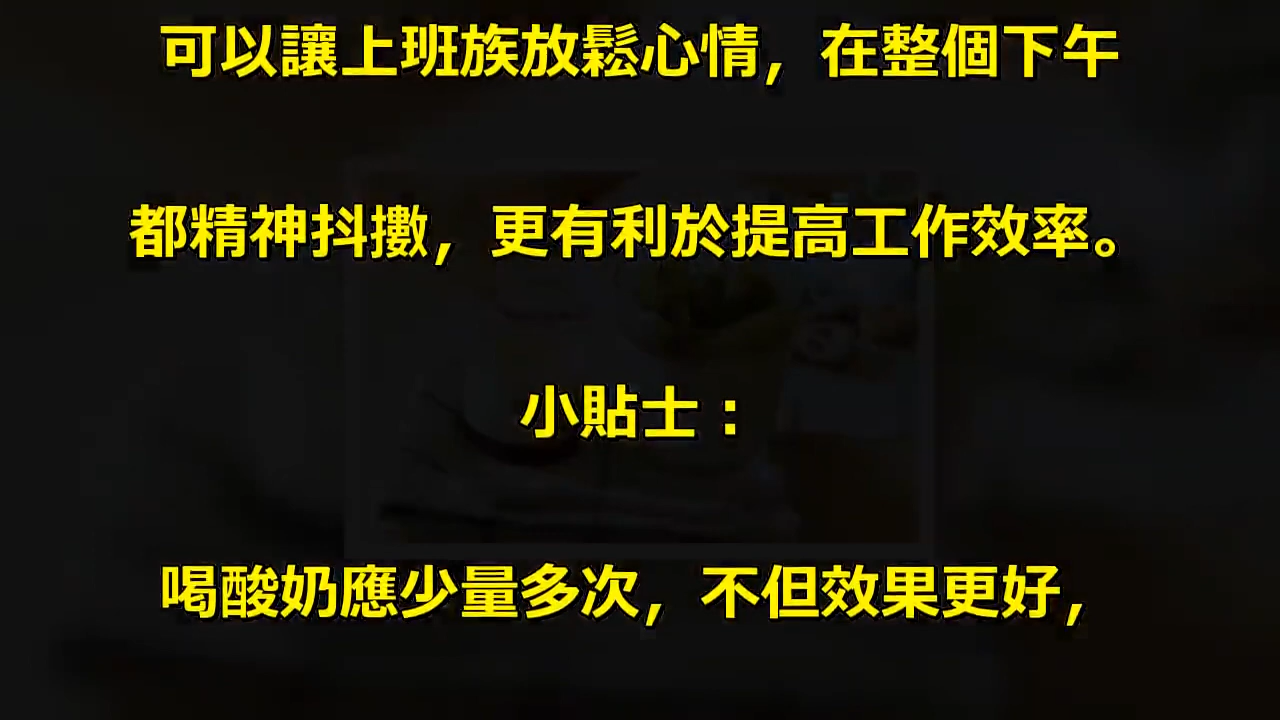 可以讓上班族放鬆心情，在整個下午
都精神抖擻，更有利於提高工作效率。
小貼士：
喝酸奶應少量多次，不但效果更好，